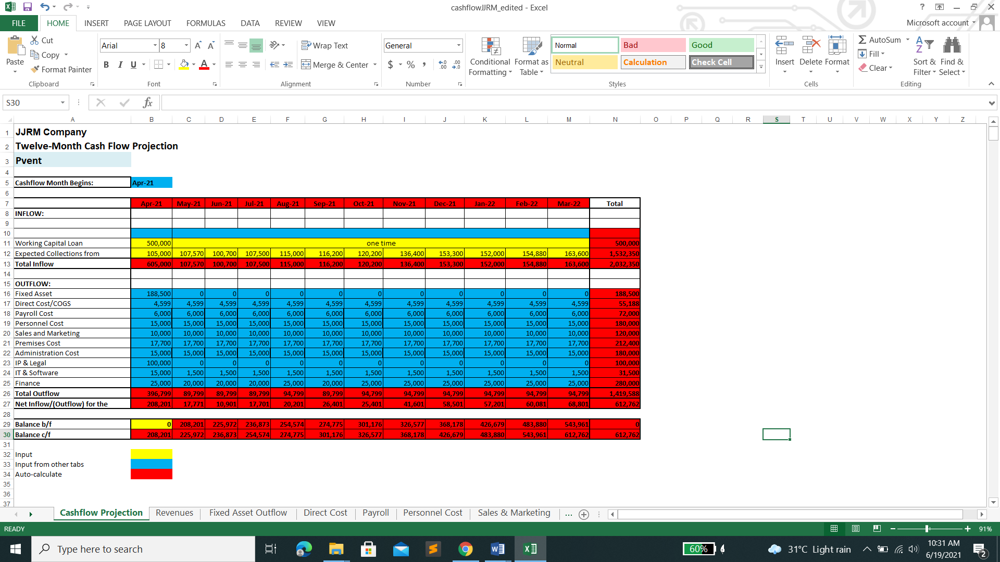 cashflowJJRM_edited - Excel
?
FILE HOME INSERT PAGE LAYOUT FORMULAS DATA REVIEW VIEW Microsoft account
Paste Cut Copy Format Painter
Arial 8
B I U A
Wrap Text
Merge & Center
General
$ % ,
Conditional Formatting
Format as Table
Normal Bad Good
Neutral Calculation Check Cell
Insert Delete Format
AutoSum Fill Clear
Sort & Filter Find & Select
Clipboard Font Alignment Number Styles Cells Editing
S30 fx
A B C D E F G H I J K L M N O P Q R S T U V W X Y Z
1 JJRM Company
2 Twelve-Month Cash Flow Projection
3 Pvent
4
5 Cashflow Month Begins: Apr-21
6
7 Apr-21 May-21 Jun-21 Jul-21 Aug-21 Sep-21 Oct-21 Nov-21 Dec-21 Jan-22 Feb-22 Mar-22 Total
8 INFLOW:
9
10
11 Working Capital Loan 500,000 one time 500,000
12 Expected Collections from 105,000 107,570 100,700 107,500 115,000 116,200 120,200 136,400 153,300 152,000 154,880 163,600 1,532,350
13 Total Inflow 605,000 107,570 100,700 107,500 115,000 116,200 120,200 136,400 153,300 152,000 154,880 163,600 2,032,350
14
15 OUTFLOW:
16 Fixed Asset 188,500 0 0 0 0 0 0 0 0 0 0 0 188,500
17 Direct Cost/COGS 4,599 4,599 4,599 4,599 4,599 4,599 4,599 4,599 4,599 4,599 4,599 4,599 55,188
18 Payroll Cost 6,000 6,000 6,000 6,000 6,000 6,000 6,000 6,000 6,000 6,000 6,000 6,000 72,000
19 Personnel Cost 15,000 15,000 15,000 15,000 15,000 15,000 15,000 15,000 15,000 15,000 15,000 15,000 180,000
20 Sales and Marketing 10,000 10,000 10,000 10,000 10,000 10,000 10,000 10,000 10,000 10,000 10,000 10,000 120,000
21 Premises Cost 17,700 17,700 17,700 17,700 17,700 17,700 17,700 17,700 17,700 17,700 17,700 17,700 212,400
22 Administration Cost 15,000 15,000 15,000 15,000 15,000 15,000 15,000 15,000 15,000 15,000 15,000 15,000 180,000
23 IP & Legal 100,000 0 0 0 0 0 0 0 0 0 0 0 100,000
24 IT & Software 15,000 1,500 1,500 1,500 1,500 1,500 1,500 1,500 1,500 1,500 1,500 1,500 31,500
25 Finance 25,000 20,000 20,000 20,000 25,000 20,000 25,000 25,000 25,000 25,000 25,000 25,000 280,000
26 Total Outflow 396,799 89,799 89,799 89,799 94,799 89,799 94,799 94,799 94,799 94,799 94,799 94,799 1,419,588
27 Net Inflow/(Outflow) for the 208,201 17,771 10,901 17,701 20,201 26,401 25,401 41,601 58,501 57,201 60,081 68,801 612,762
28
29 Balance b/f 0 208,201 225,972 236,873 254,574 274,775 301,176 326,577 368,178 426,679 483,880 543,961 0
30 Balance c/f 208,201 225,972 236,873 254,574 274,775 301,176 326,577 368,178 426,679 483,880 543,961 612,762 612,762
31
32 Input
33 Input from other tabs
34 Auto-calculate
35
36
37
Cashflow Projection Revenues Fixed Asset Outflow Direct Cost Payroll Personnel Cost Sales & Marketing ...
READY 91%
Type here to search 60% 31°C Light rain 10:31 AM
6/19/2021 2